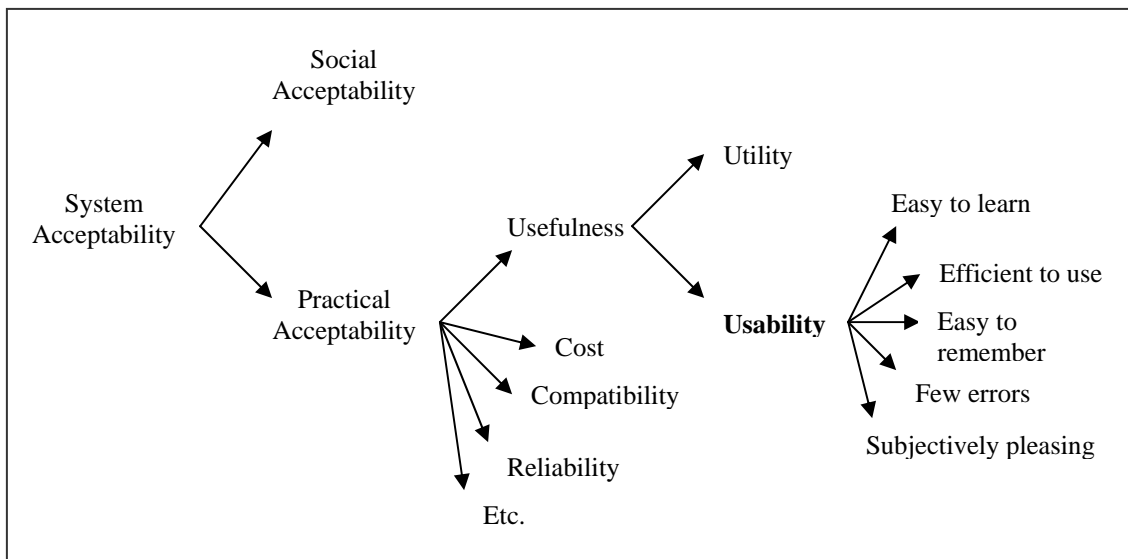 Social
Acceptability
System
Acceptability
Practical
Acceptability
Usefulness
Cost
Compatibility
Reliability
Etc.
Utility
Usability
Easy to learn
Efficient to use
Easy to
remember
Few errors
Subjectively pleasing